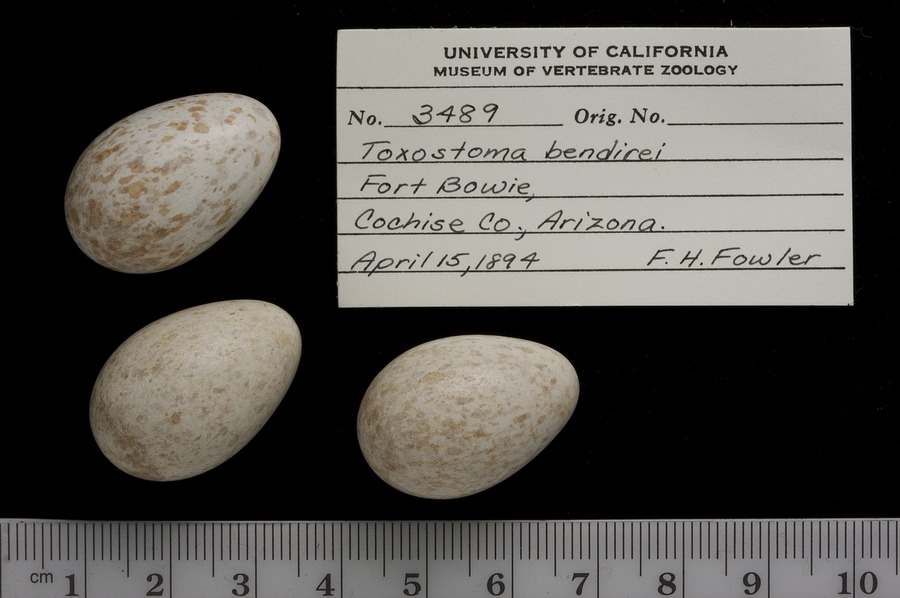 UNIVERSITY OF CALIFORNIA
MUSEUM OF VERTEBRATE ZOOLOGY
No. 3489 Orig. No.
Toxostoma bendirei
Fort Bowie,
Cochise Co., Arizona.
April 15, 1894 F. H. Fowler
cm 1 2 3 4 5 6 7 8 9 10